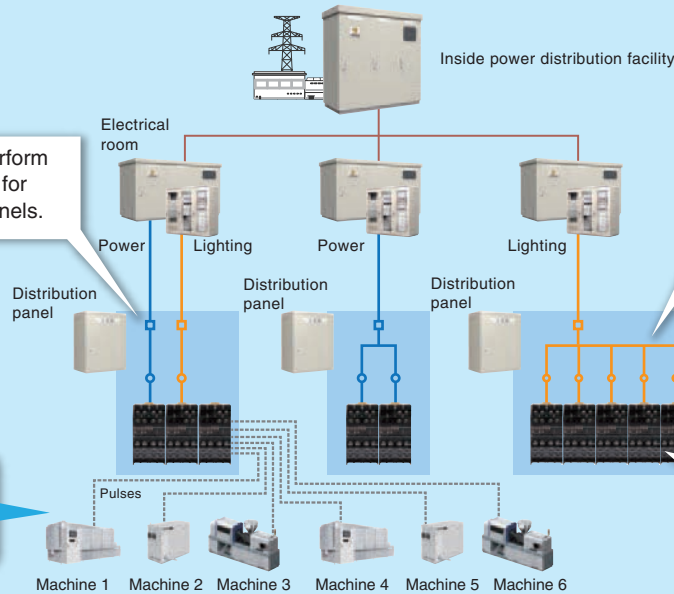 Inside power distribution facility
Electrical
room
rform
for
nels.
Power
Lighting
Power
Lighting
Distribution
panel
Distribution
panel
Distribution
panel
Pulses
Machine 1
Machine 2
Machine 3
Machine 4
Machine 5
Machine 6